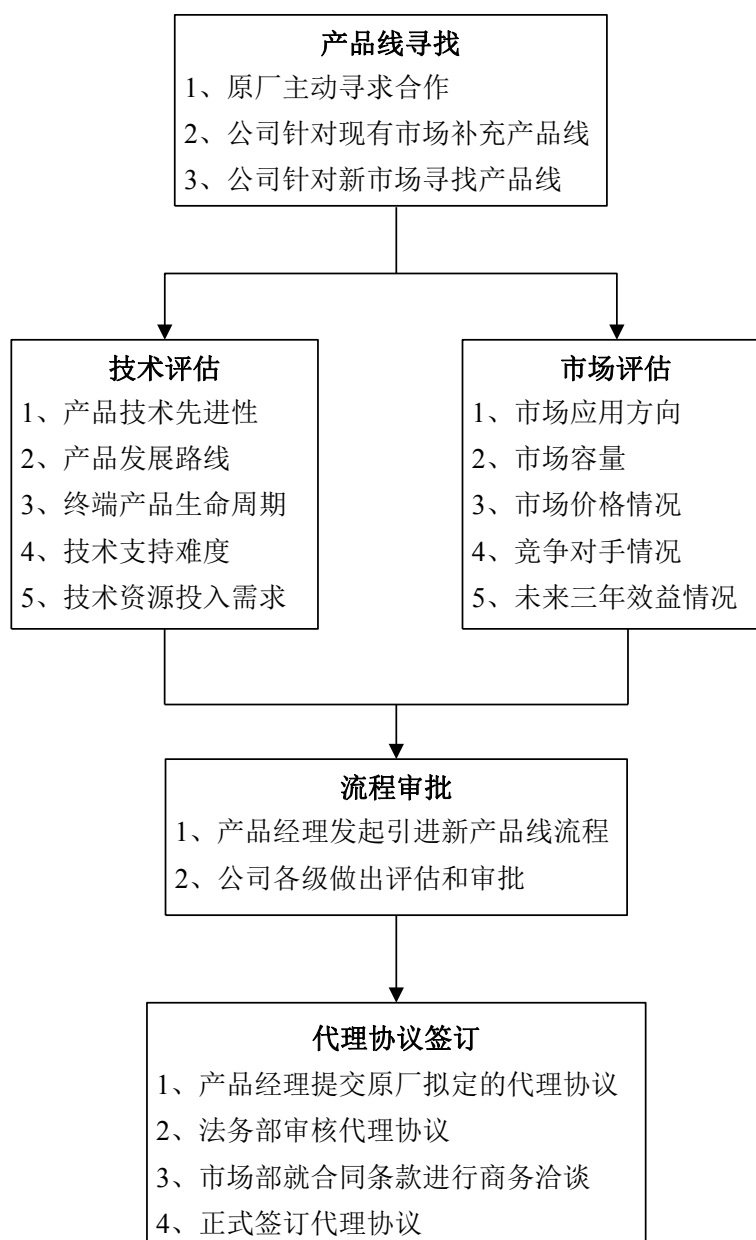 产品线寻找
1、原厂主动寻求合作
2、公司针对现有市场补充产品线
3、公司针对新市场寻找产品线
技术评估
1、产品技术先进性
2、产品发展路线
3、终端产品生命周期
4、技术支持难度
5、技术资源投入需求
市场评估
1、市场应用方向
2、市场容量
3、市场价格情况
4、竞争对手情况
5、未来三年效益情况
流程审批
1、产品经理发起引进新产品线流程
2、公司各级做出评估和审批
代理协议签订
1、产品经理提交原厂拟定的代理协议
2、法务部审核代理协议
3、市场部就合同条款进行商务洽谈
4、正式签订代理协议